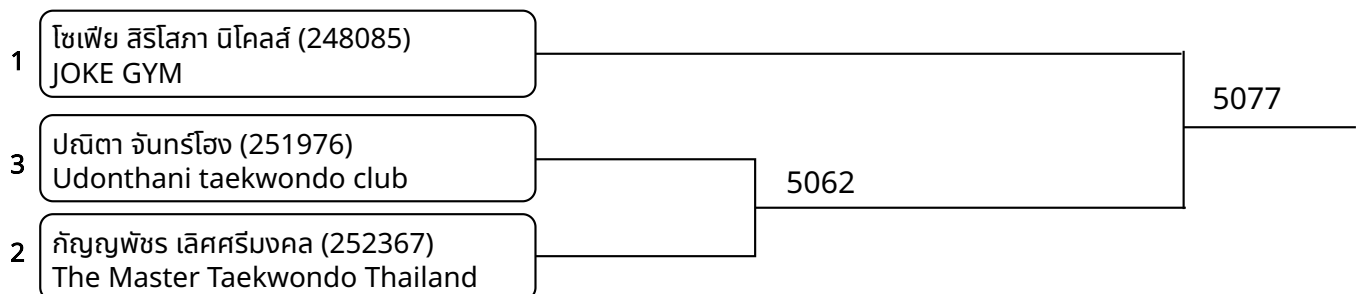 1
โซเฟีย สิริโสภา นิโคลส์ (248085)
JOKE GYM
5077
3
ปณิตา จันทร์โฮง (251976)
Udonthani taekwondo club
5062
2
กัญญพัชร เลิศศรีมงคล (252367)
The Master Taekwondo Thailand